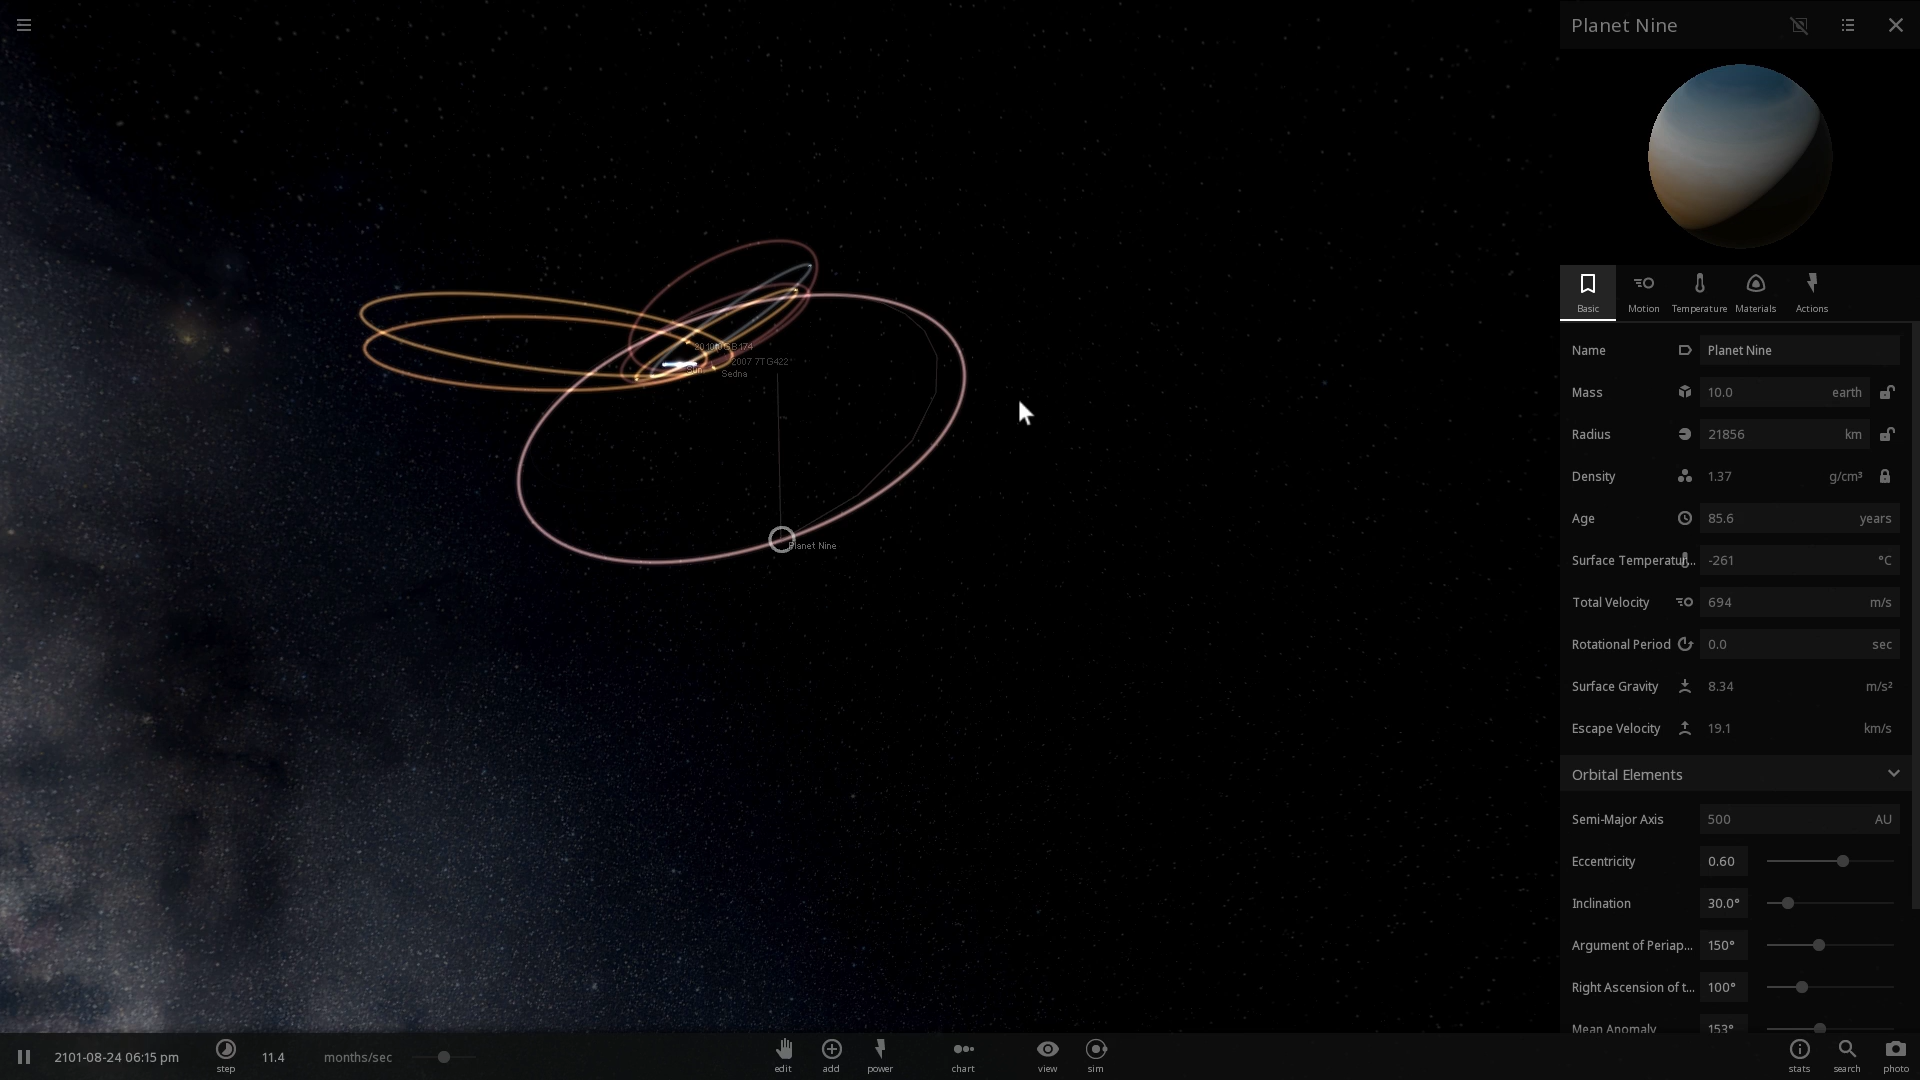 Planet Nine
Basic
Motion
Temperature
Materials
Actions
Name Planet Nine
Mass 10.0 earth
Radius 21856 km
Density 1.37 g/cm³
Age 85.6 years
Surface Temperatur... -261 °C
Total Velocity 694 m/s
Rotational Period 0.0 sec
Surface Gravity 8.34 m/s²
Escape Velocity 19.1 km/s
Orbital Elements
Semi-Major Axis 500 AU
Eccentricity 0.60
Inclination 30.0°
Argument of Periap... 150°
Right Ascension of t... 100°
Mean Anomaly 153°
Sun
Sedna
Planet Nine
2101-08-24 06:15 pm
step
11.4 months/sec
edit
add
power
chart
view
sim
stats
search
photo